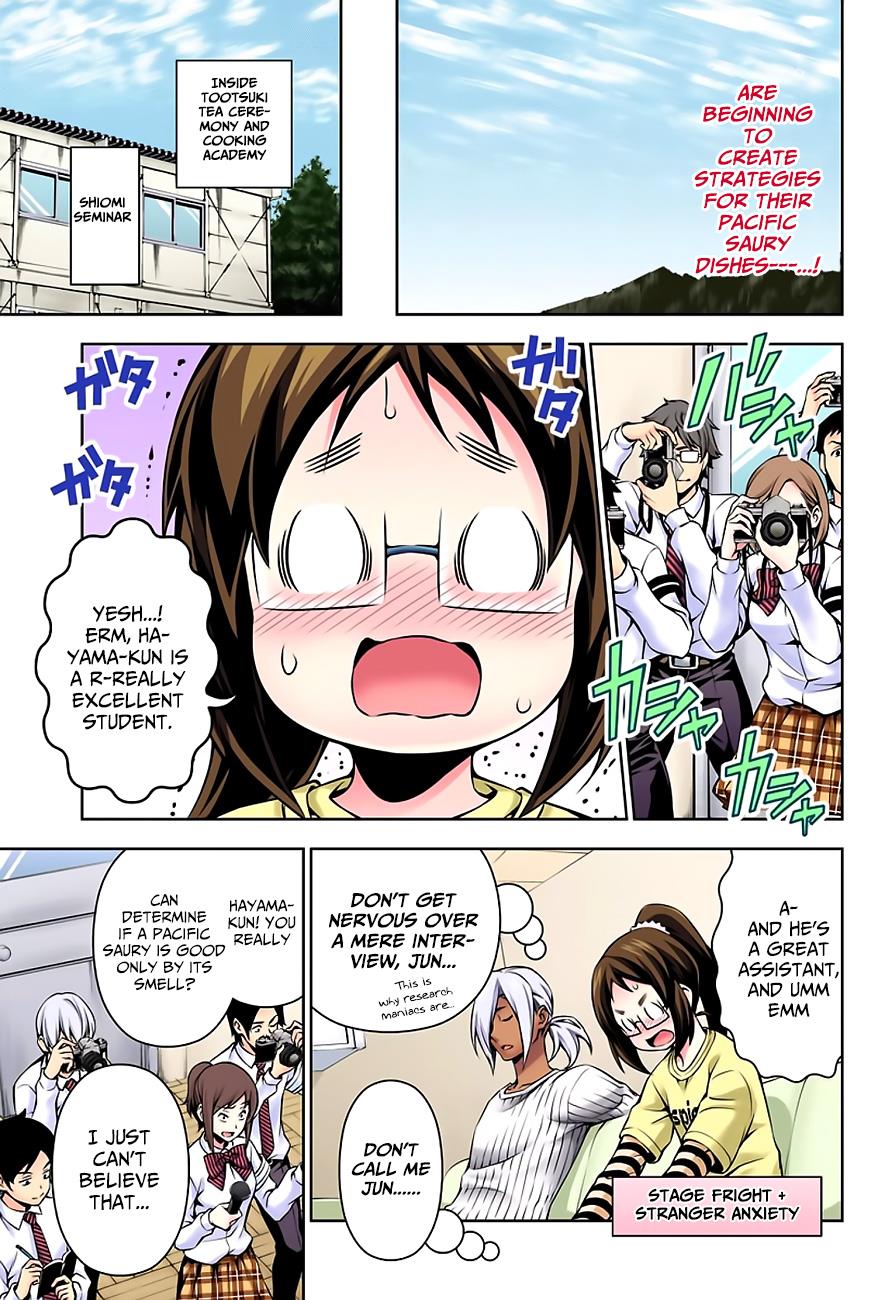 ARE
BEGINNING
TO
CREATE
STRATEGIES
FOR THEIR
PACIFIC
SAURY
DISHES---...!
INSIDE
TOOTSUKI
TEA CERE-
MONY AND
COOKING
ACADEMY
SHIOMI
SEMINAR
バシャ
カシャ
カシャ
ガタ
ガタ
ガタ
YESH...!
ERM, HA-
YAMA-KUN IS
A R-REALLY
EXCELLENT
STUDENT.
A-
AND HE'S
A GREAT
ASSISTANT,
AND UMM
EMM
DON'T GET
NERVOUS OVER
A MERE INTER-
VIEW, JUN...
This is
why research
maniacs are...
DON'T
CALL ME
JUN......
spic
STAGE FRIGHT +
STRANGER ANXIETY
HAYAMA-
KUN! YOU
REALLY
CAN
DETERMINE
IF A PACIFIC
SAURY IS GOOD
ONLY BY ITS
SMELL?
I JUST
CAN'T
BELIEVE
THAT...